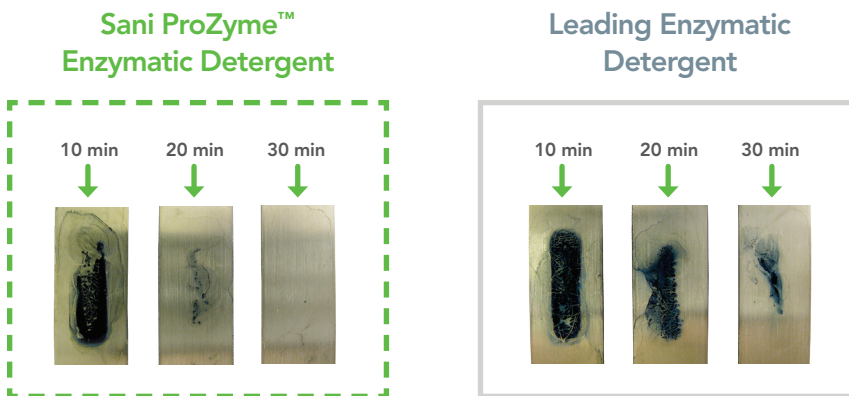 Sani ProZyme™
Enzymatic Detergent
Leading Enzymatic
Detergent
10 min 20 min 30 min
10 min 20 min 30 min